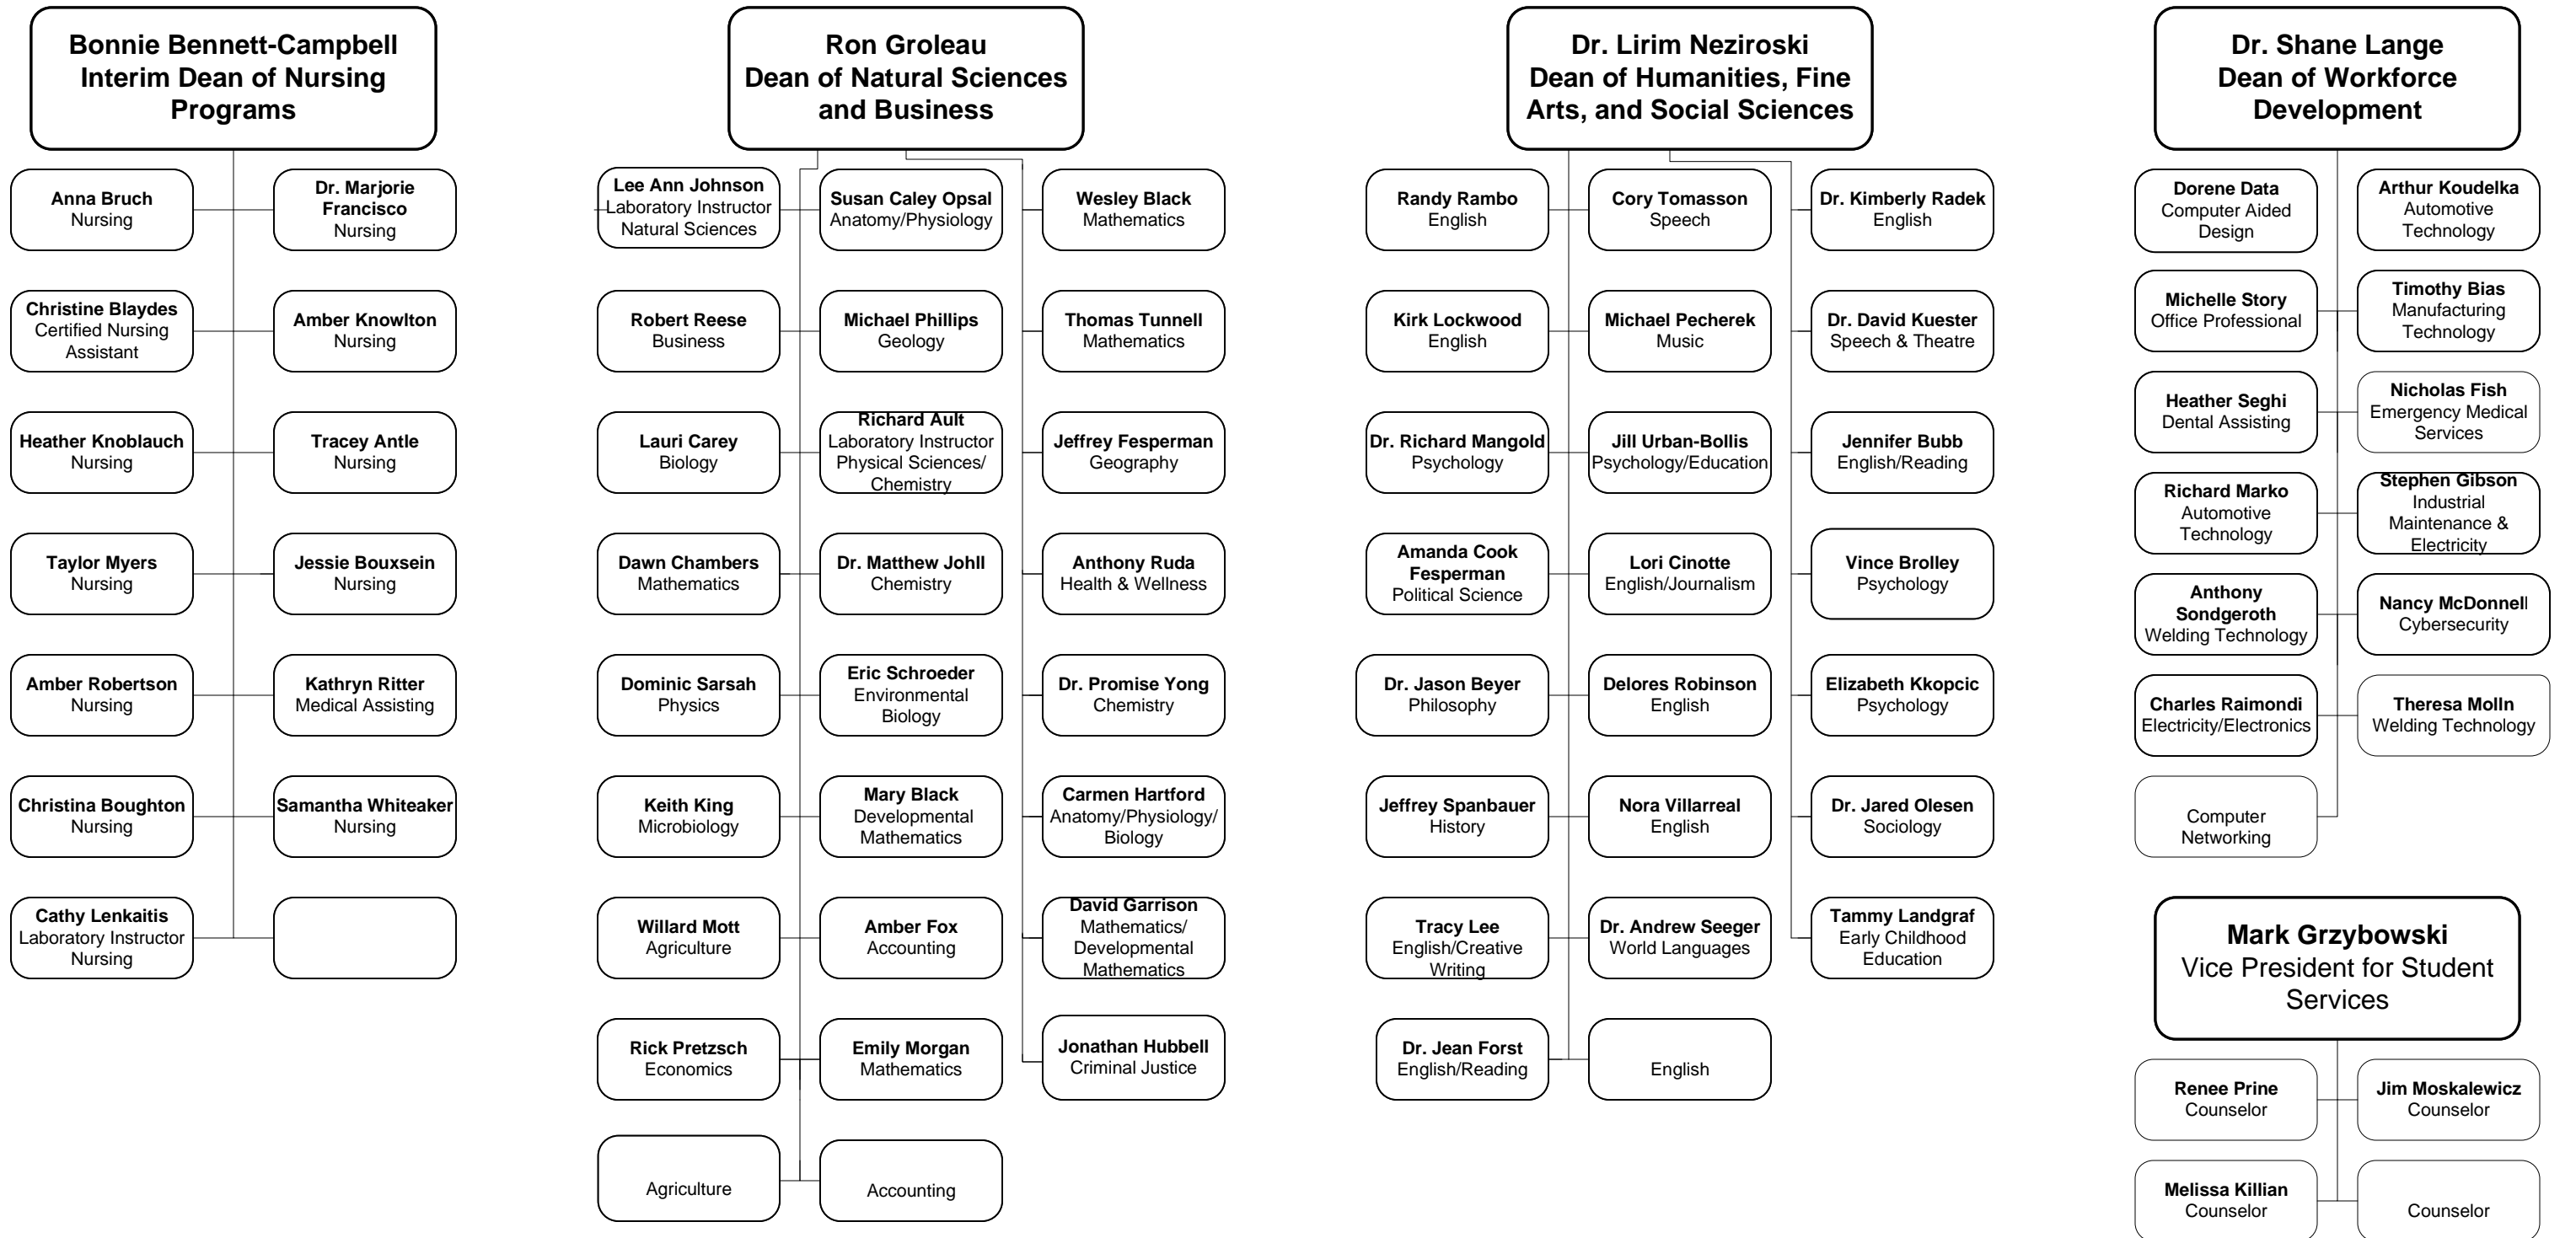 Bonnie Bennett-Campbell
Interim Dean of Nursing
Programs
Anna Bruch
Nursing
Dr. Marjorie
Francisco
Nursing
Christine Blaydes
Certified Nursing
Assistant
Amber Knowlton
Nursing
Heather Knoblauch
Nursing
Tracey Antle
Nursing
Taylor Myers
Nursing
Jessie Bouxsein
Nursing
Amber Robertson
Nursing
Kathryn Ritter
Medical Assisting
Christina Boughton
Nursing
Samantha Whiteaker
Nursing
Cathy Lenkaitis
Laboratory Instructor
Nursing
Ron Groleau
Dean of Natural Sciences
and Business
Lee Ann Johnson
Laboratory Instructor
Natural Sciences
Susan Caley Opsal
Anatomy/Physiology
Wesley Black
Mathematics
Robert Reese
Business
Michael Phillips
Geology
Thomas Tunnell
Mathematics
Lauri Carey
Biology
Richard Ault
Laboratory Instructor
Physical Sciences/
Chemistry
Jeffrey Fesperman
Geography
Dawn Chambers
Mathematics
Dr. Matthew Johll
Chemistry
Anthony Ruda
Health & Wellness
Dominic Sarsah
Physics
Eric Schroeder
Environmental
Biology
Dr. Promise Yong
Chemistry
Keith King
Microbiology
Mary Black
Developmental
Mathematics
Carmen Hartford
Anatomy/Physiology/
Biology
Willard Mott
Agriculture
Amber Fox
Accounting
David Garrison
Mathematics/
Developmental
Mathematics
Rick Pretzsch
Economics
Emily Morgan
Mathematics
Jonathan Hubbell
Criminal Justice
Agriculture
Accounting
Dr. Lirim Neziroski
Dean of Humanities, Fine
Arts, and Social Sciences
Randy Rambo
English
Cory Tomasson
Speech
Dr. Kimberly Radek
English
Kirk Lockwood
English
Michael Pecherek
Music
Dr. David Kuester
Speech & Theatre
Dr. Richard Mangold
Psychology
Jill Urban-Bollis
Psychology/Education
Jennifer Bubb
English/Reading
Amanda Cook
Fesperman
Political Science
Lori Cinotte
English/Journalism
Vince Brolley
Psychology
Dr. Jason Beyer
Philosophy
Delores Robinson
English
Elizabeth Kkopcic
Psychology
Jeffrey Spanbauer
History
Nora Villarreal
English
Dr. Jared Olesen
Sociology
Tracy Lee
English/Creative
Writing
Dr. Andrew Seeger
World Languages
Tammy Landgraf
Early Childhood
Education
Dr. Jean Forst
English/Reading
English
Dr. Shane Lange
Dean of Workforce
Development
Dorene Data
Computer Aided
Design
Arthur Koudelka
Automotive
Technology
Michelle Story
Office Professional
Timothy Bias
Manufacturing
Technology
Heather Seghi
Dental Assisting
Nicholas Fish
Emergency Medical
Services
Richard Marko
Automotive
Technology
Stephen Gibson
Industrial
Maintenance &
Electricity
Anthony
Sondgeroth
Welding Technology
Nancy McDonnell
Cybersecurity
Charles Raimondi
Electricity/Electronics
Theresa Molln
Welding Technology
Computer
Networking
Mark Grzybowski
Vice President for Student
Services
Renee Prine
Counselor
Jim Moskalewicz
Counselor
Melissa Killian
Counselor
Counselor